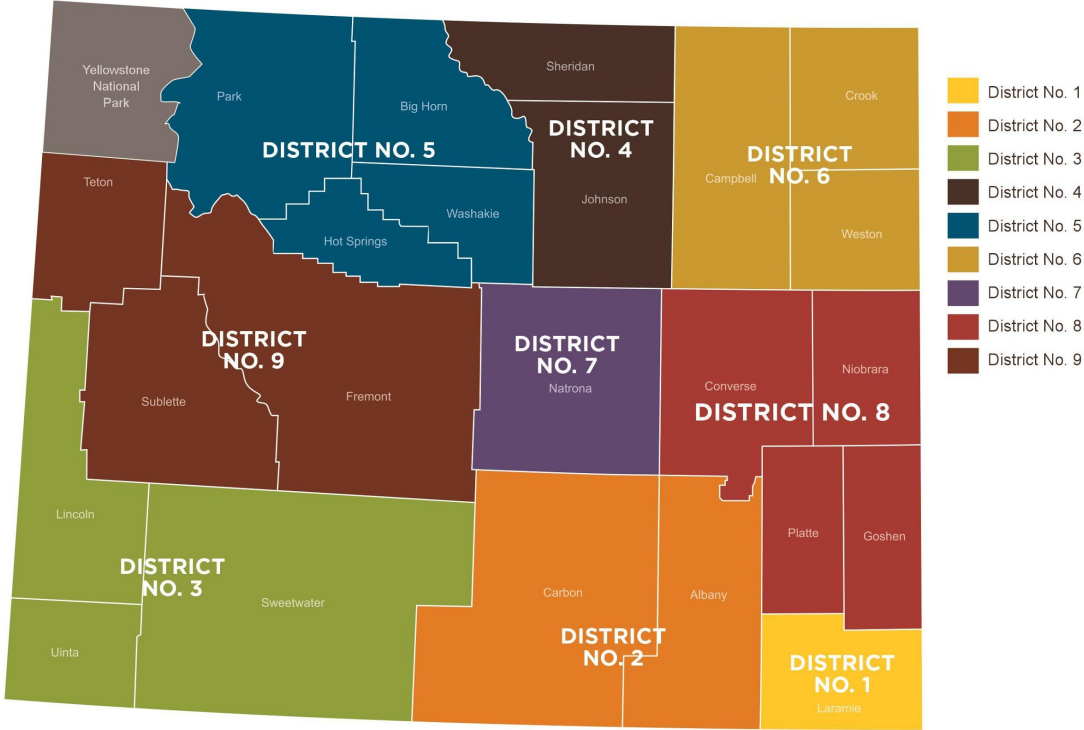 Yellowstone
National
Park
Park
Big Horn
Sheridan
Crook
DISTRICT NO. 5
DISTRICT
NO. 4
DISTRICT
NO. 6
Campbell
Teton
Johnson
Washakie
Hot Springs
Weston
DISTRICT
NO. 9
DISTRICT
NO. 7
Natrona
Sublette
Fremont
Converse
Niobrara
DISTRICT NO. 8
Lincoln
Platte
Goshen
DISTRICT
NO. 3
Sweetwater
Carbon
Albany
Uinta
DISTRICT
NO. 2
DISTRICT
NO. 1
Laramie
District No. 1
District No. 2
District No. 3
District No. 4
District No. 5
District No. 6
District No. 7
District No. 8
District No. 9